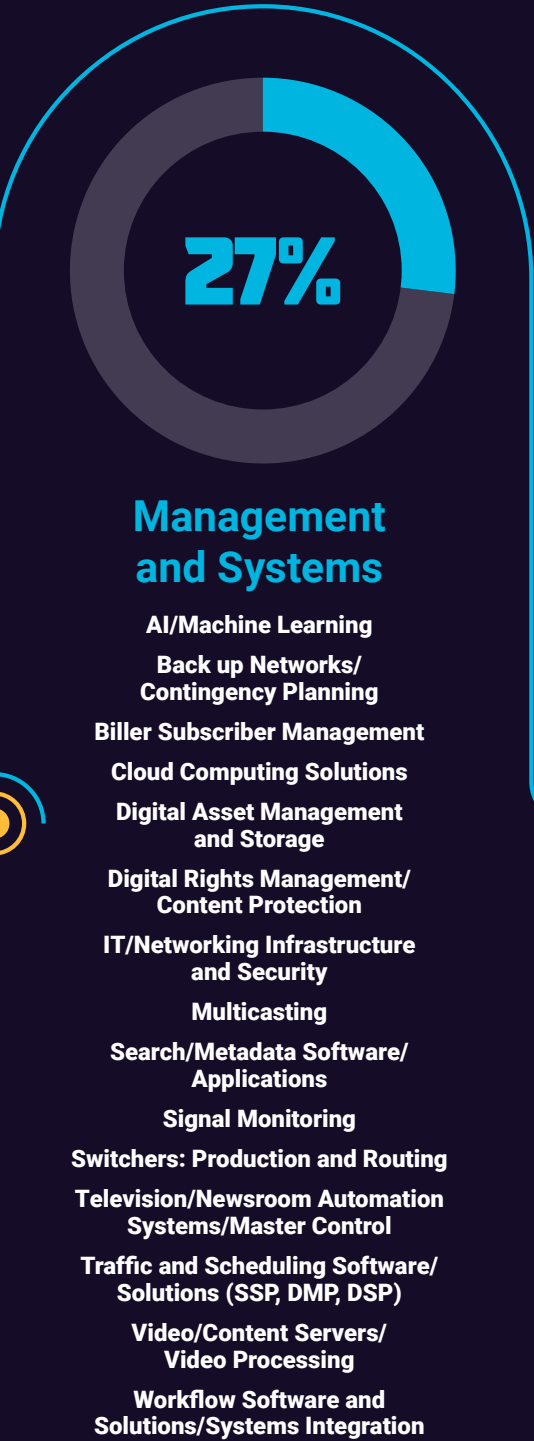 27%
Management
and Systems
AI/Machine Learning
Back up Networks/
Contingency Planning
Biller Subscriber Management
Cloud Computing Solutions
Digital Asset Management
and Storage
Digital Rights Management/
Content Protection
IT/Networking Infrastructure
and Security
Multicasting
Search/Metadata Software/
Applications
Signal Monitoring
Switchers: Production and Routing
Television/Newsroom Automation
Systems/Master Control
Traffic and Scheduling Software/
Solutions (SSP, DMP, DSP)
Video/Content Servers/
Video Processing
Workflow Software and
Solutions/Systems Integration